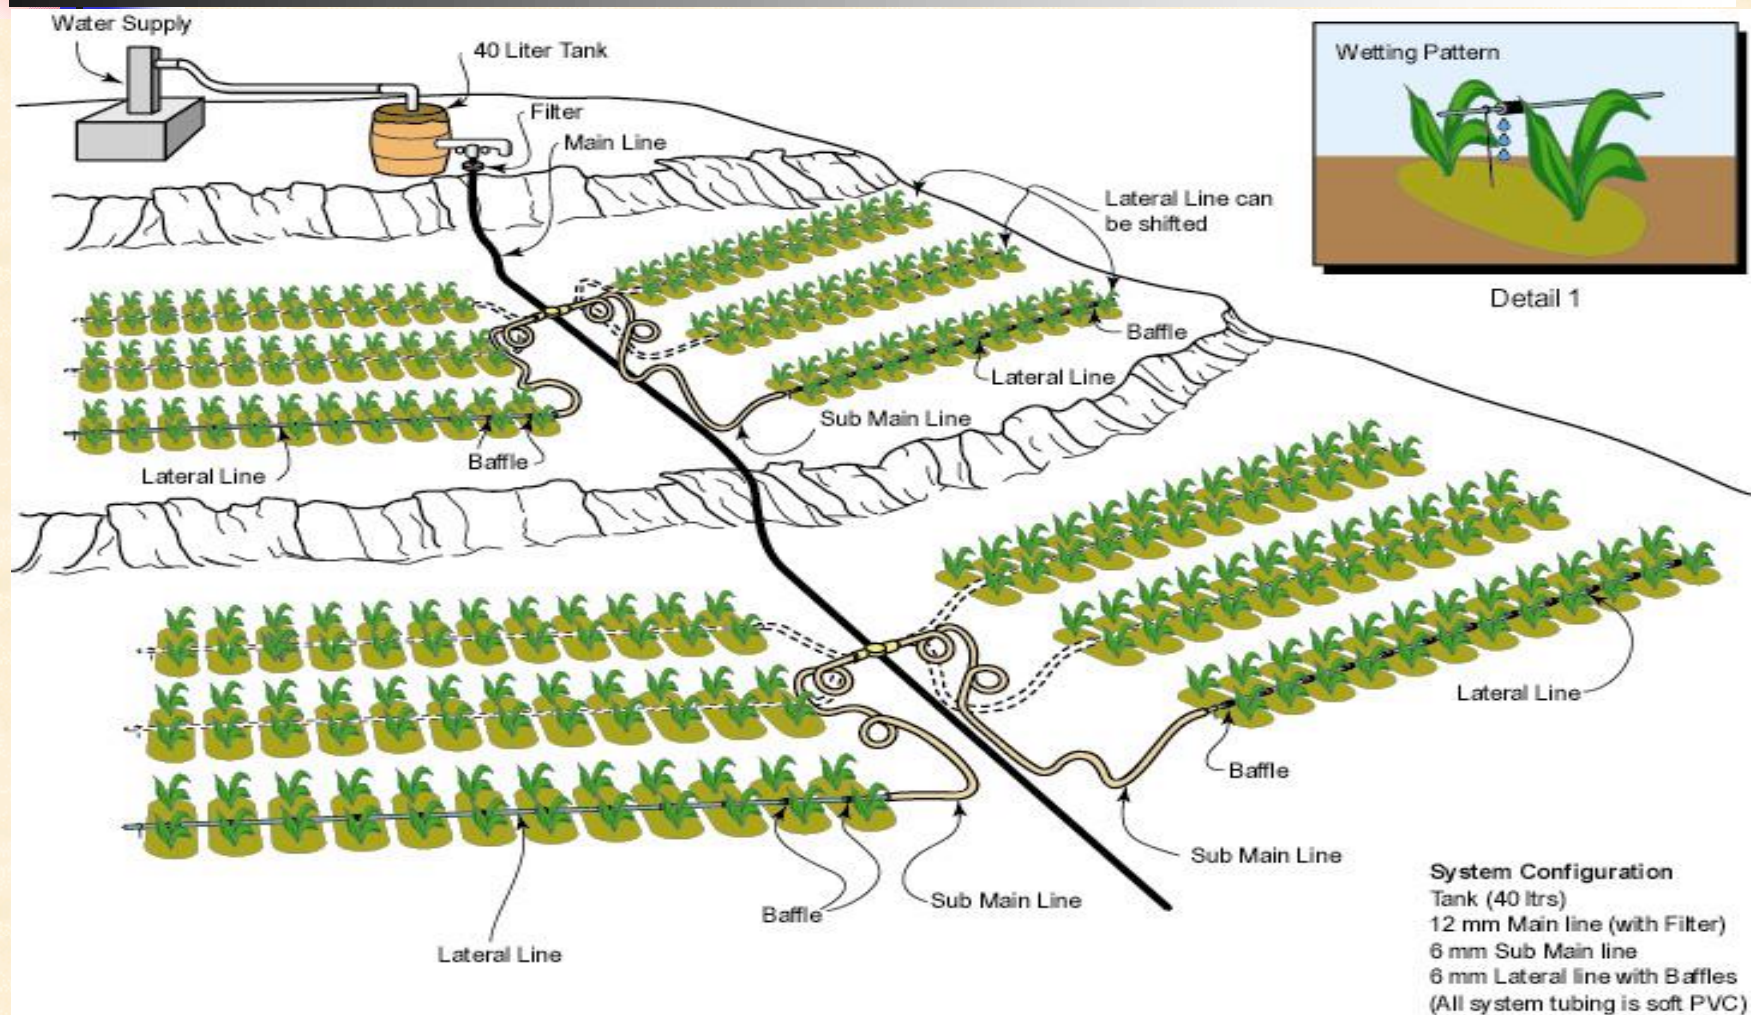 Water Supply
40 Liter Tank
Filter
Main Line
Wetting Pattern
Detail 1
Lateral Line can
be shifted
Baffle
Lateral Line
Sub Main Line
Baffle
Lateral Line
Lateral Line
Baffle
Sub Main Line
Sub Main Line
Baffle
Lateral Line
System Configuration
Tank (40 ltrs)
12 mm Main line (with Filter)
6 mm Sub Main line
6 mm Lateral line with Baffles
(All system tubing is soft PVC)